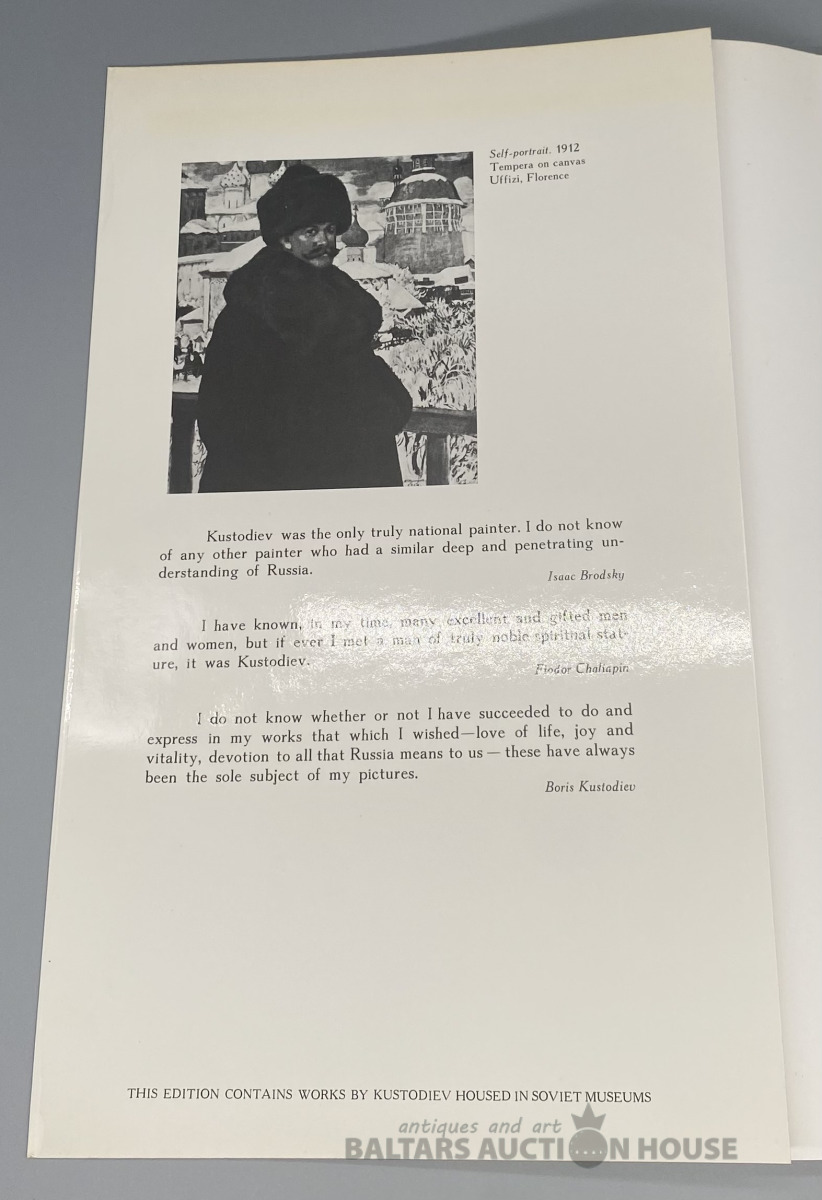 Self-portrait. 1912
Tempera on canvas
Uffizi, Florence
Kustodiev was the only truly national painter. I do not know
of any other painter who had a similar deep and penetrating un-
derstanding of Russia.
Isaac Brodsky
I have known, in my time, many excellent and gifted men
and women, but if ever I met a man of truly noble spiritual stat-
ure, it was Kustodiev.
Fiodor Chaliapin
I do not know whether or not I have succeeded to do and
express in my works that which I wished—love of life, joy and
vitality, devotion to all that Russia means to us — these have always
been the sole subject of my pictures.
Boris Kustodiev
THIS EDITION CONTAINS WORKS BY KUSTODIEV HOUSED IN SOVIET MUSEUMS
antiques and art
BALTARS AUCTION HOUSE